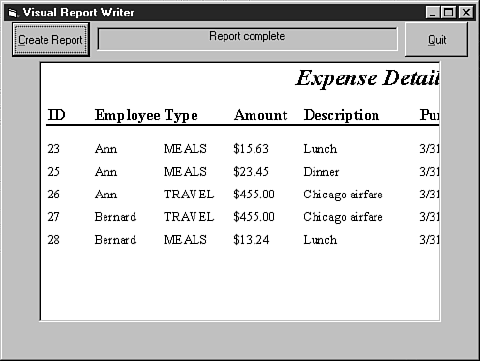 Visual Report Writer
Create Report Report complete Quit
Expense Detail
ID Employee Type Amount Description
23 Ann MEALS $15.63 Lunch 3/31
25 Ann MEALS $23.45 Dinner 3/31
26 Ann TRAVEL $455.00 Chicago airfare 3/31
27 Bernard TRAVEL $455.00 Chicago airfare 3/31
28 Bernard MEALS $13.24 Lunch 3/31